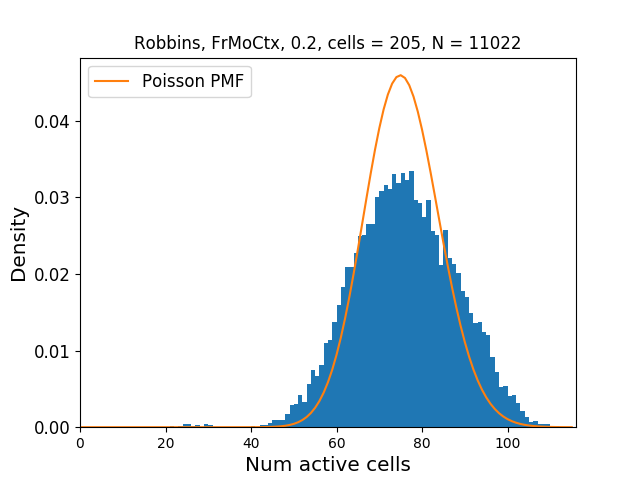 Robbins, FrMoCtx, 0.2, cells = 205, N = 11022
Poisson PMF
0.04
0.03
0.02
0.01
0.00
Density
0 20 40 60 80 100
Num active cells